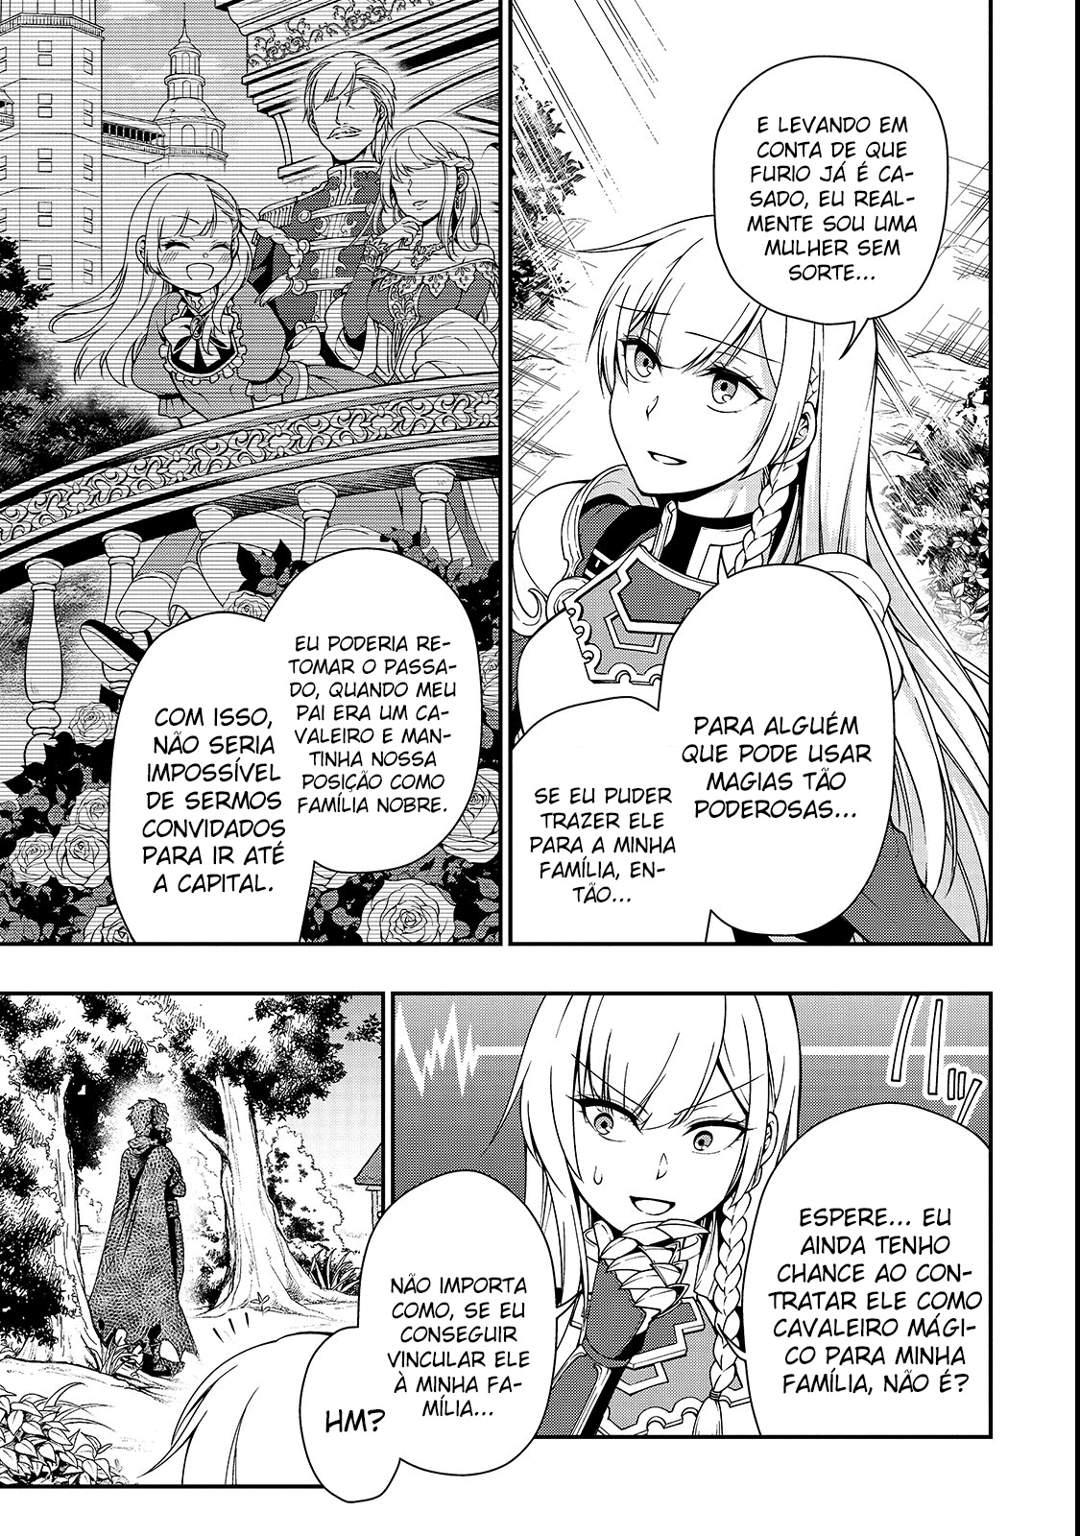 E LEVANDO EM
CONTA DE QUE
FURIO JÁ É CA-
SADO, EU REAL-
MENTE SOU UMA
MULHER SEM
SORTE...
PARA ALGUÉM
QUE PODE USAR
MAGIAS TÃO
PODEROSAS...
SE EU PUDER
TRAZER ELE
PARA A MINHA
FAMÍLIA, EN-
TÃO...
EU PODERIA RE-
TOMAR O PASSA-
DO, QUANDO MEU
PAI ERA UM CA-
VALEIRO E MAN-
TINHA NOSSA
POSIÇÃO COMO
FAMÍLIA NOBRE.
COM ISSO,
NÃO SERIA
IMPOSSÍVEL
DE SERMOS
CONVIDADOS
PARA IR ATÉ
A CAPITAL.
ESPERE... EU
AINDA TENHO
CHANCE AO CON-
TRATAR ELE COMO
CAVALEIRO MÁGI-
CO PARA MINHA
FAMÍLIA, NÃO É?
NÃO IMPORTA
COMO, SE EU
CONSEGUIR
VINCULAR ELE
À MINHA FA-
MÍLIA...
HM?